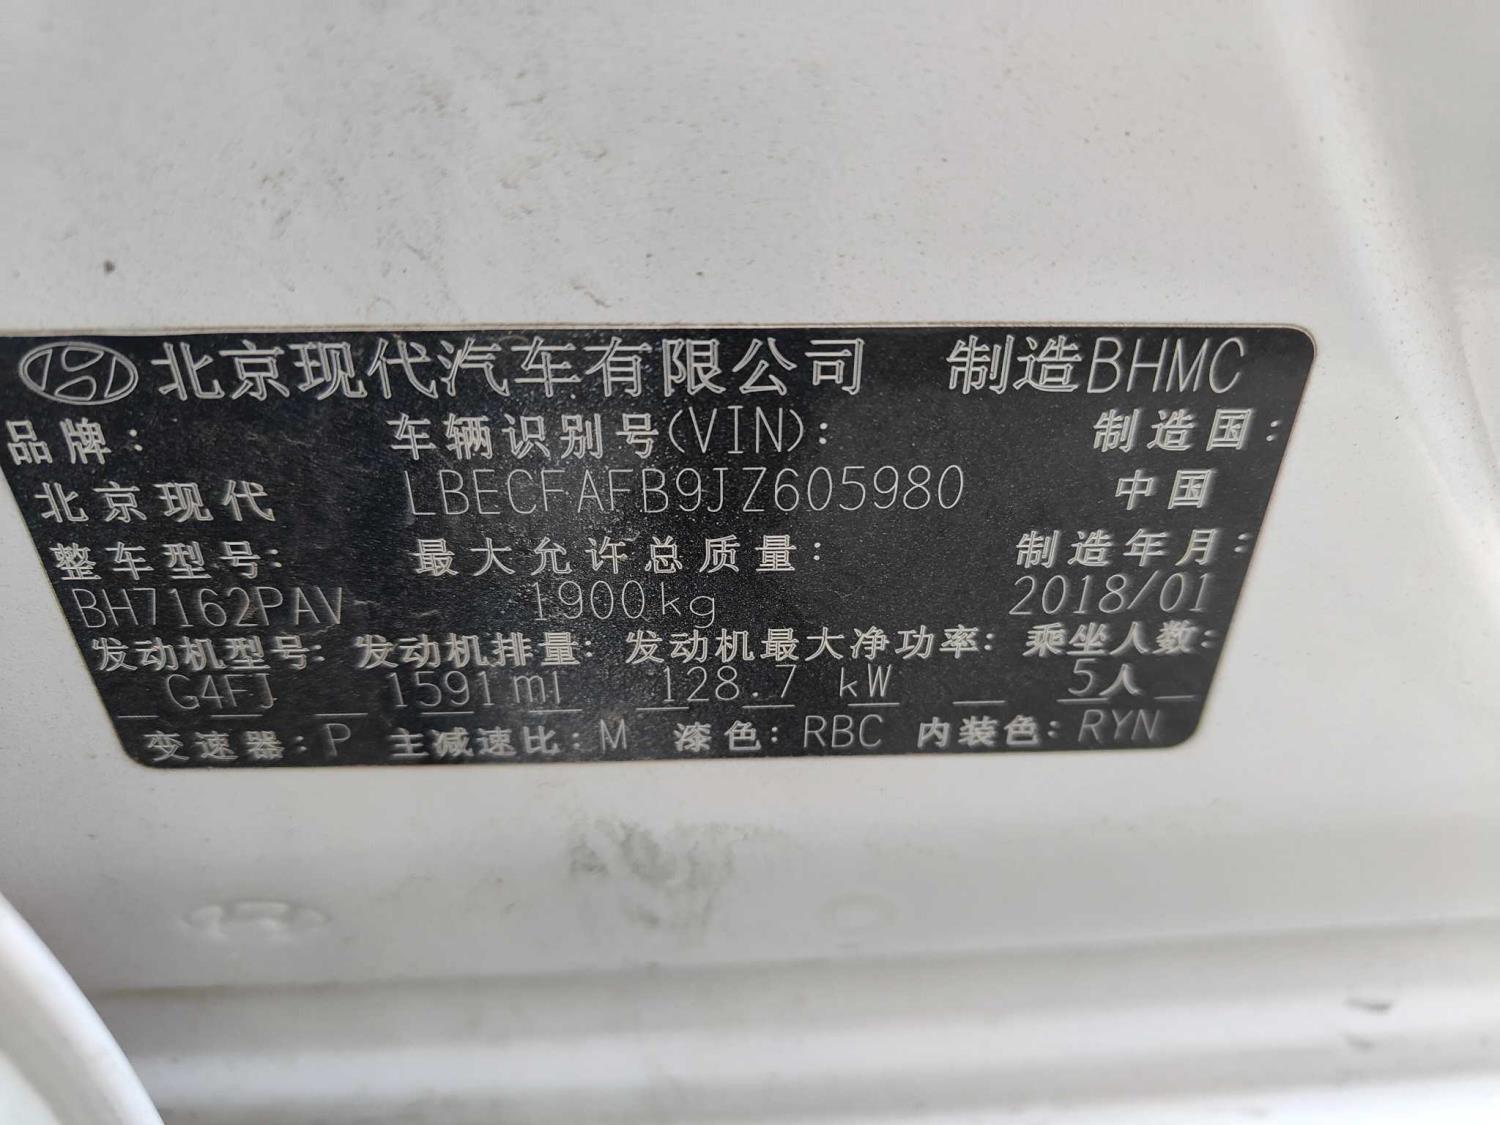 北京现代汽车有限公司 制造BHMC
品牌: 车辆识别号(VIN): 制造国:
北京现代 LBECFAFB9JZ605980 中国
整车型号: 最大允许总质量: 制造年月:
BH7162PAV 1900kg 2018/01
发动机型号: 发动机排量: 发动机最大净功率: 乘坐人数:
G4FJ 1591ml 128.7 kW 5人
变速器: P 主减速比: M 漆色: RBC 内装色: RYN